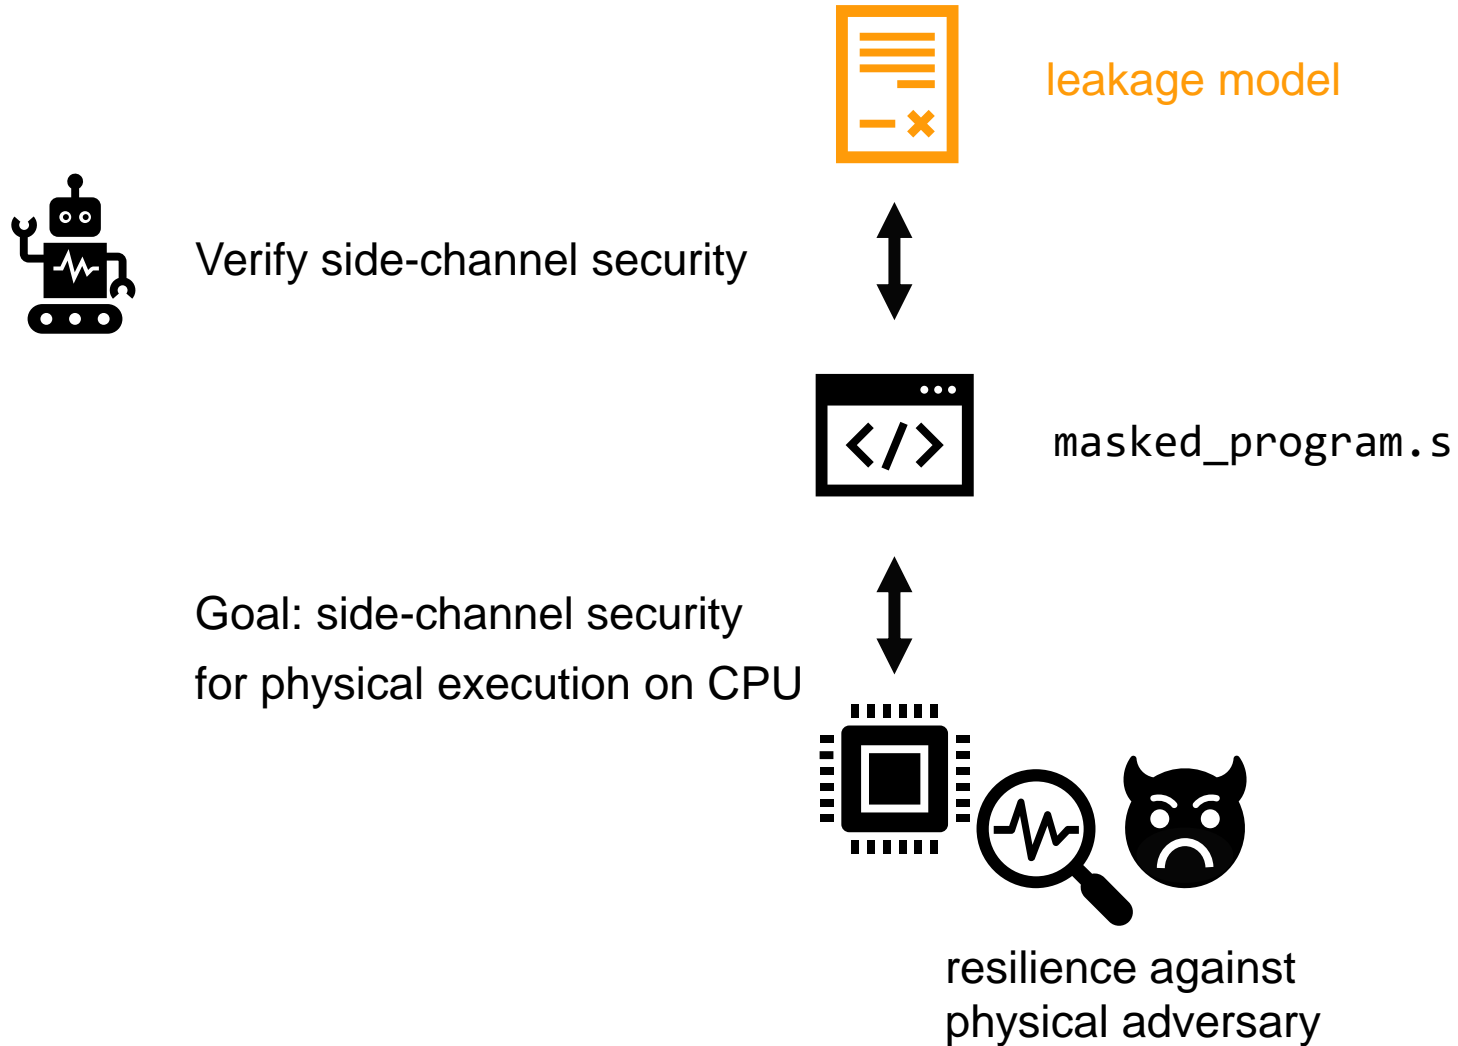 leakage model
Verify side-channel security
</>
masked_program.s
Goal: side-channel security
for physical execution on CPU
resilience against
physical adversary